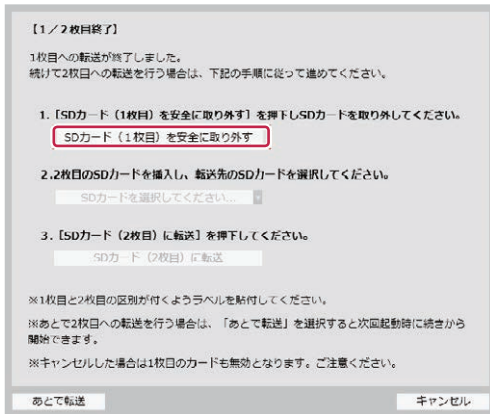 【1／2枚目終了】
1枚目への転送が終了しました。
続けて2枚目への転送を行う場合は、下記の手順に従って進めてください。
1.［SDカード（1枚目）を安全に取り外す］を押下しSDカードを取り外してください。
SDカード（1枚目）を安全に取り外す
2.2枚目のSDカードを挿入し、転送先のSDカードを選択してください。
SDカードを選択してください...
3.［SDカード（2枚目）に転送］を押下してください。
SDカード（2枚目）に転送
※1枚目と2枚目の区別が付くようラベルを貼付してください。
※あとで2枚目への転送を行う場合は、「あとで転送」を選択すると次回起動時に続きから
開始できます。
※キャンセルした場合は1枚目のカードも無効となります。ご注意ください。
あとで転送
キャンセル